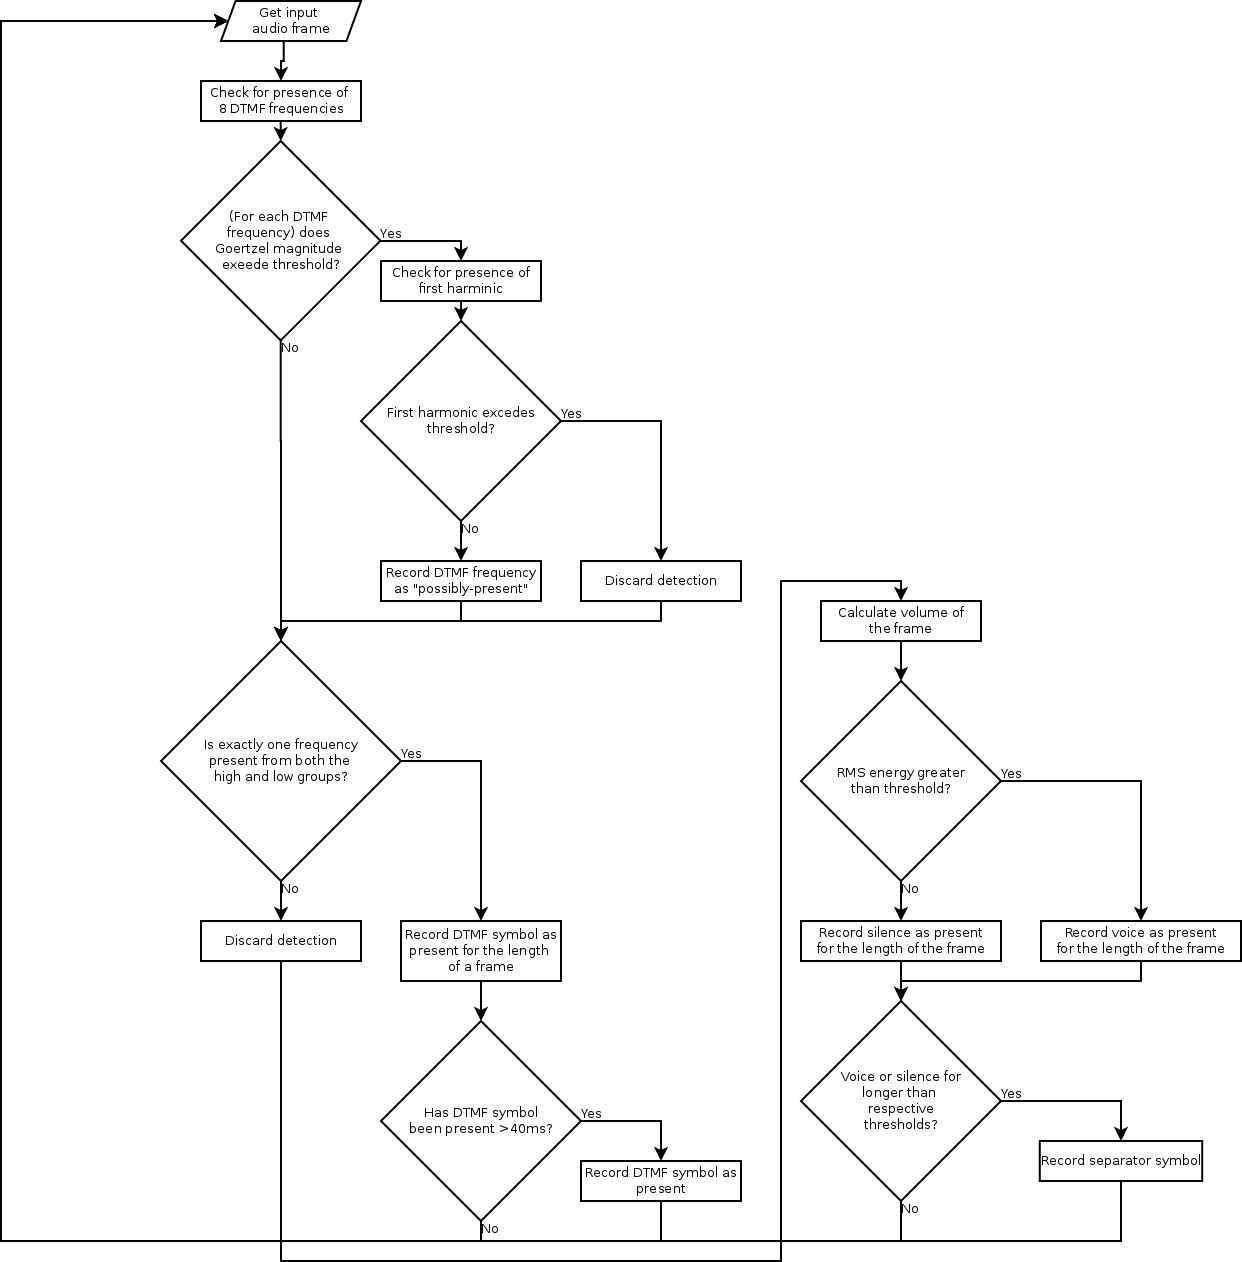 Get input
audio frame
Check for presence of
8 DTMF frequencies
(For each DTMF
frequency) does
Goertzel magnitude
exeede threshold?
Yes
No
Check for presence of
first harminic
First harmonic excedes
threshold?
Yes
No
Record DTMF frequency
as "possibly-present"
Discard detection
Is exactly one frequency
present from both the
high and low groups?
Yes
No
Discard detection
Record DTMF symbol as
present for the length
of a frame
Has DTMF symbol
been present >40ms?
Yes
No
Record DTMF symbol as
present
Calculate volume of
the frame
RMS energy greater
than threshold?
Yes
No
Record silence as present
for the length of the frame
Record voice as present
for the length of the frame
Voice or silence for
longer than
respective
thresholds?
Yes
No
Record separator symbol